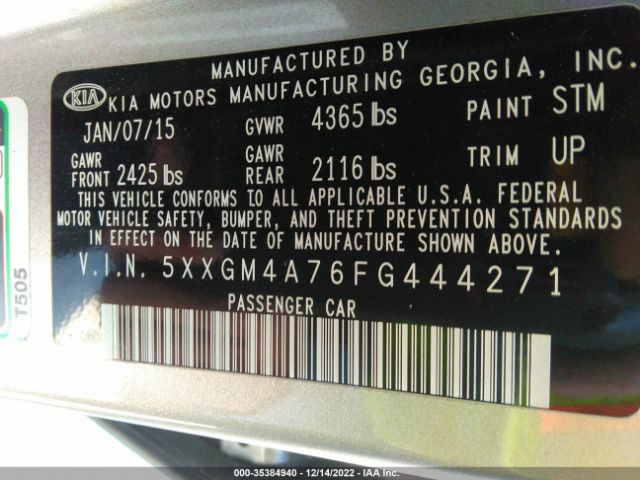 MANUFACTURED BY
KIA KIA MOTORS MANUFACTURING GEORGIA, INC.
JAN/07/15 GVWR 4365 lbs PAINT STM
GAWR FRONT 2425 lbs GAWR REAR 2116 lbs TRIM UP
THIS VEHICLE CONFORMS TO ALL APPLICABLE U.S.A. FEDERAL
MOTOR VEHICLE SAFETY, BUMPER, AND THEFT PREVENTION STANDARDS
IN EFFECT ON THE DATE OF MANUFACTURE SHOWN ABOVE.
V.I.N. 5XXGM4A76FG444271
PASSENGER CAR
T505
000-35384940 - 12/14/2022 - IAA Inc.